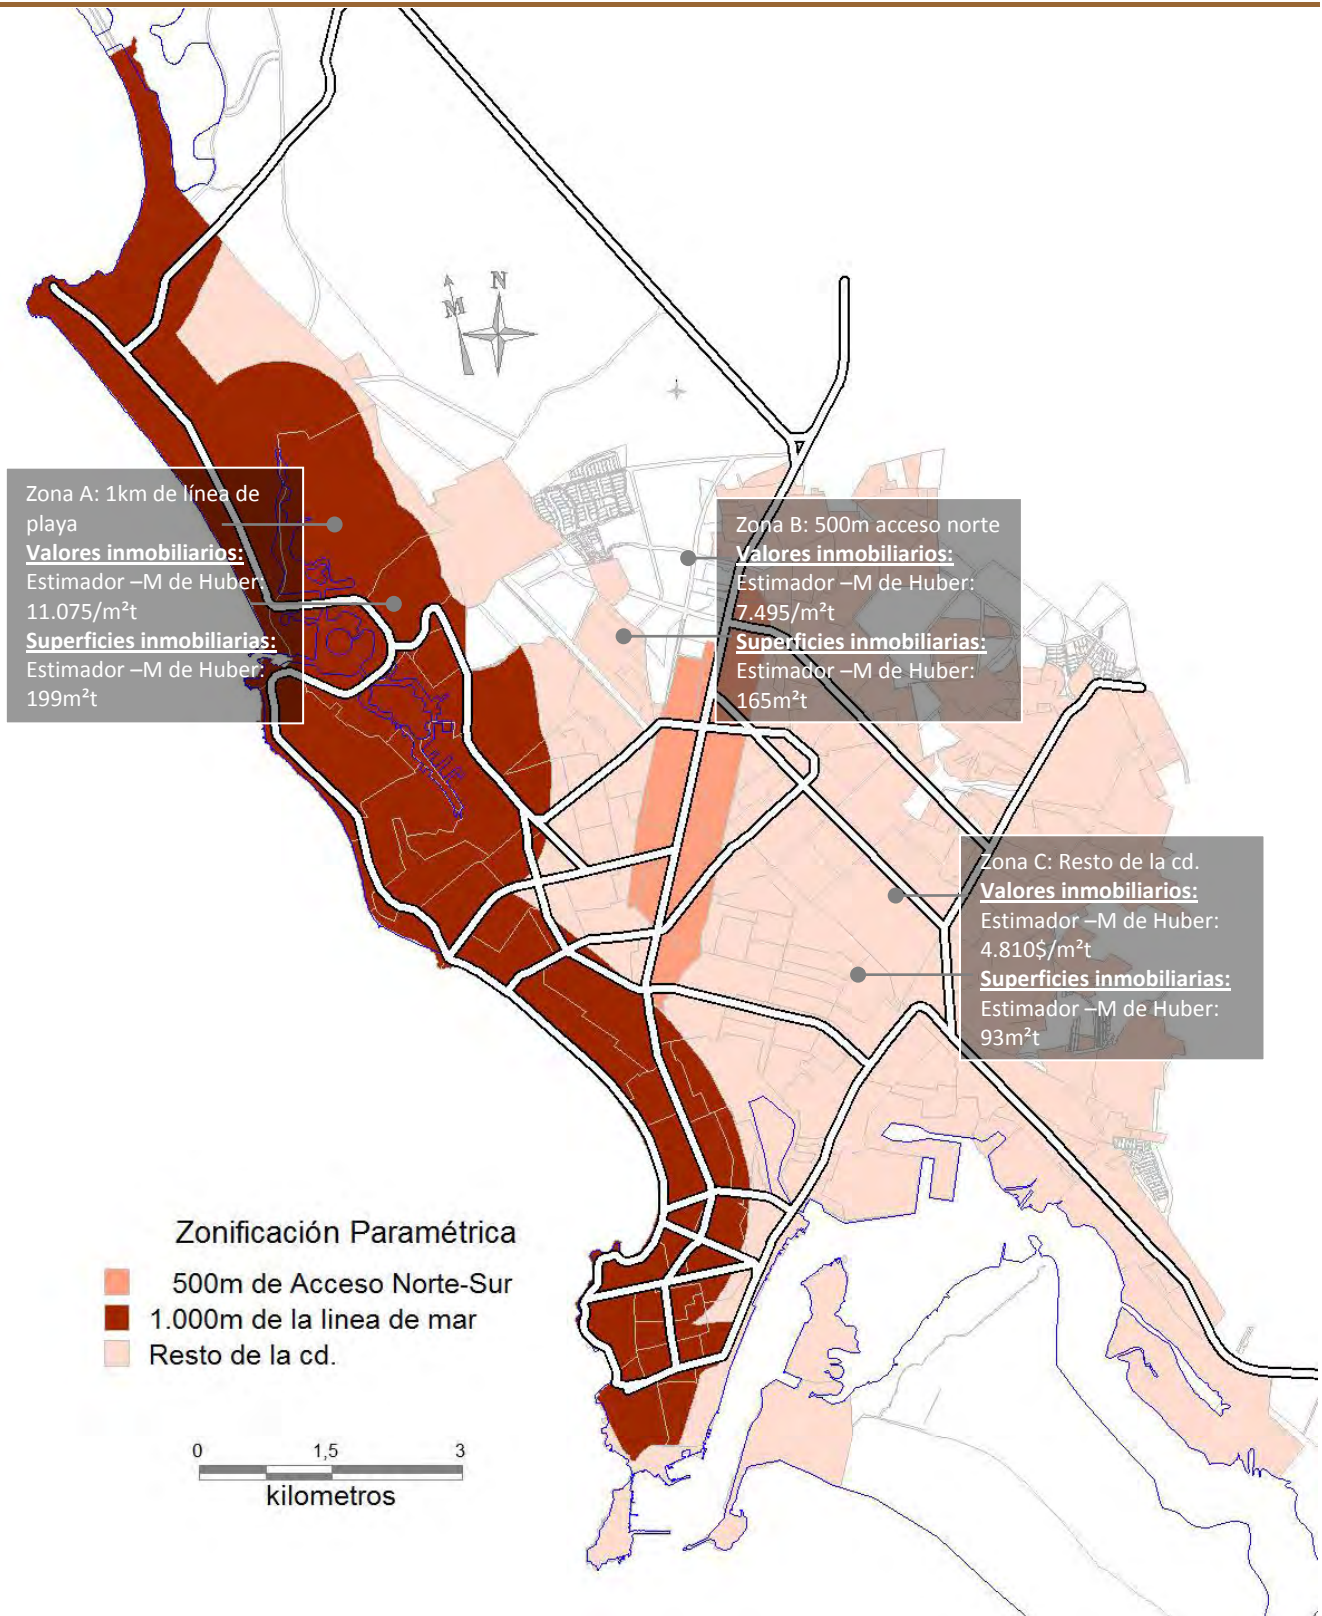 N
M
Zona A: 1km de línea de
playa
Valores inmobiliarios:
Estimador –M de Huber:
11.075/m²t
Superficies inmobiliarias:
Estimador –M de Huber:
199m²t
Zona B: 500m acceso norte
Valores inmobiliarios:
Estimador –M de Huber:
7.495/m²t
Superficies inmobiliarias:
Estimador –M de Huber:
165m²t
Zona C: Resto de la cd.
Valores inmobiliarios:
Estimador –M de Huber:
4.810$/m²t
Superficies inmobiliarias:
Estimador –M de Huber:
93m²t
Zonificación Paramétrica
500m de Acceso Norte-Sur
1.000m de la linea de mar
Resto de la cd.
0 1,5 3
kilometros